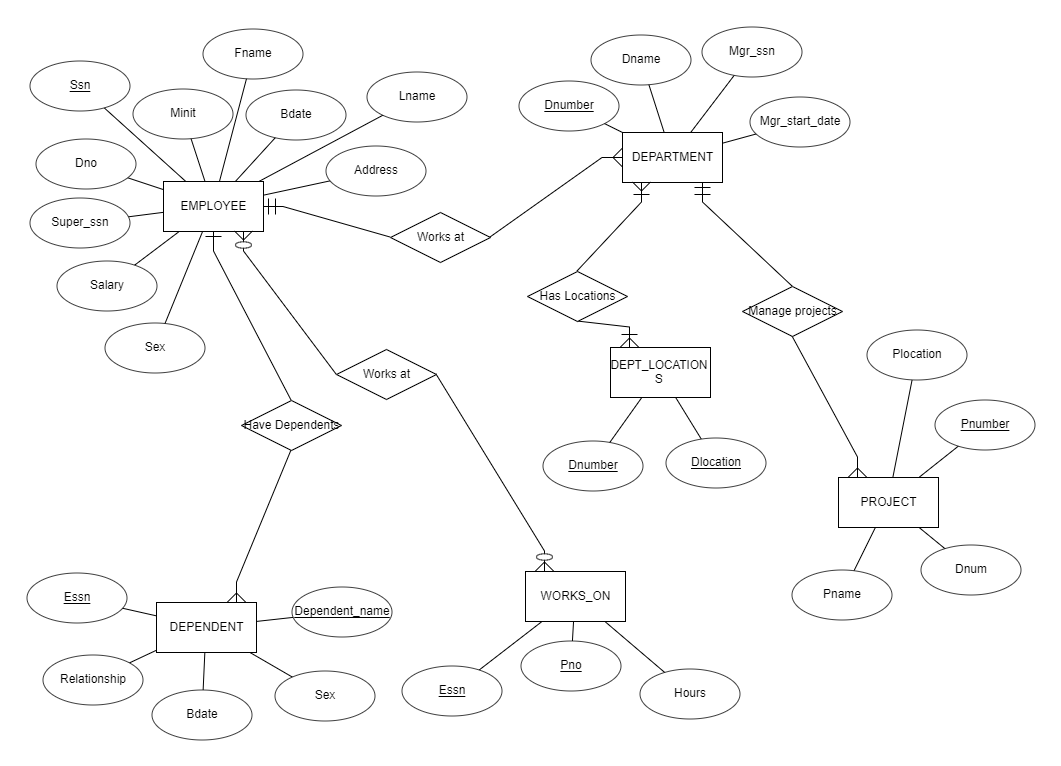 Fname
Mgr_ssn
Dname
Ssn
Lname
Dnumber
Minit
Bdate
Mgr_start_date
Dno
Address
DEPARTMENT
EMPLOYEE
Super_ssn
Works at
Salary
Has Locations
Manage projects
Sex
Plocation
DEPT_LOCATION
S
Works at
Pnumber
Have Dependents
Dnumber
Dlocation
PROJECT
Dnum
Pname
Essn
WORKS_ON
Dependent_name
DEPENDENT
Pno
Relationship
Essn
Hours
Sex
Bdate